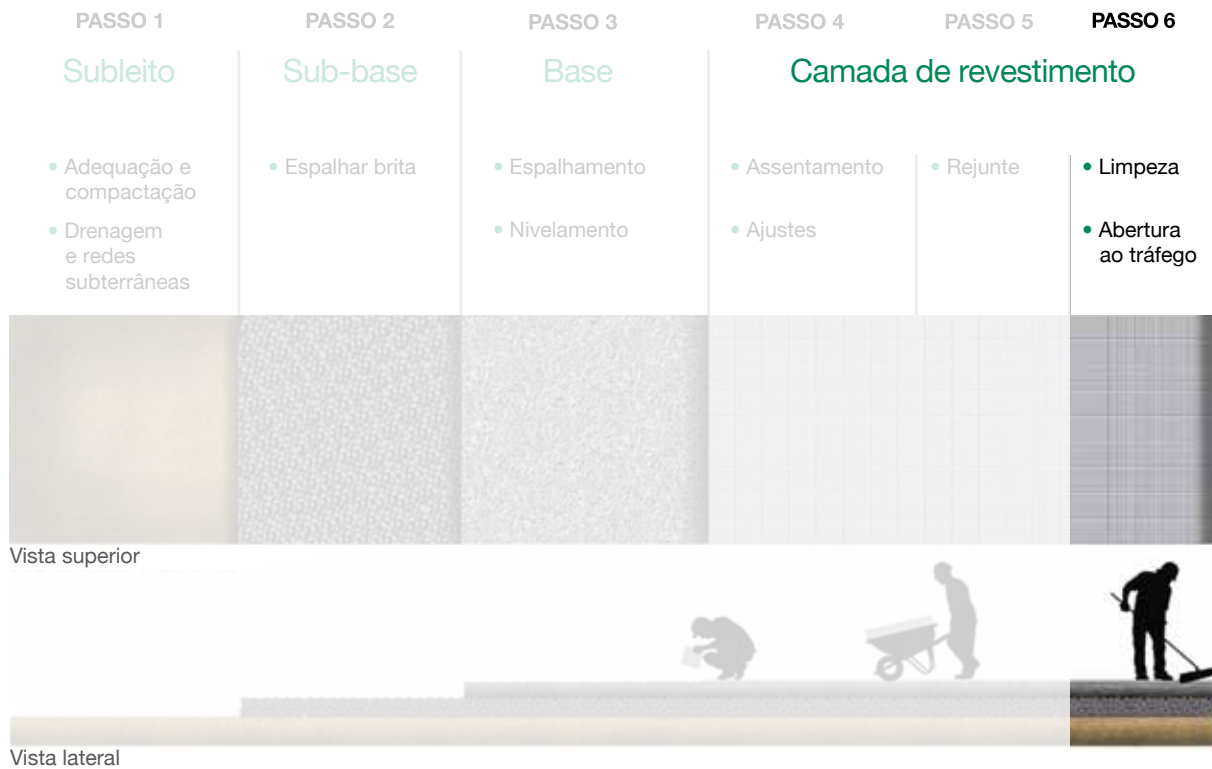 PASSO 1
PASSO 2
PASSO 3
PASSO 4
PASSO 5
PASSO 6
Subleito
Sub-base
Base
Camada de revestimento
• Adequação e
compactação
• Drenagem
e redes
subterrâneas
• Espalhar brita
• Espalhamento
• Nivelamento
• Assentamento
• Ajustes
• Rejunte
• Limpeza
• Abertura
ao tráfego
Vista superior
Vista lateral